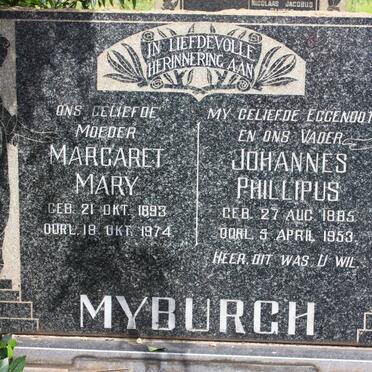 NICOLAAS JACOBUS
IN LIEFDEVOLLE
HERINNERING AAN
ONS GELIEFDE
MOEDER
MARGARET
MARY
GEB. 21 OKT. 1893
OORL. 18 OKT. 1974
MY GELIEFDE EGGENOOT
EN ONS VADER
JOHANNES
PHILLIPUS
GEB. 27 AUG. 1885
OORL. 5 APRIL 1953
HEER, DIT WAS U WIL.
MYBURGH